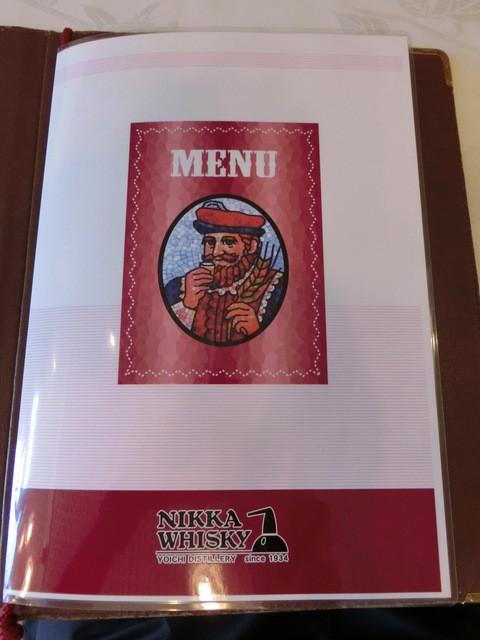 MENU
NIKKA
WHISKY
YOICHI DISTILLERY since 1934